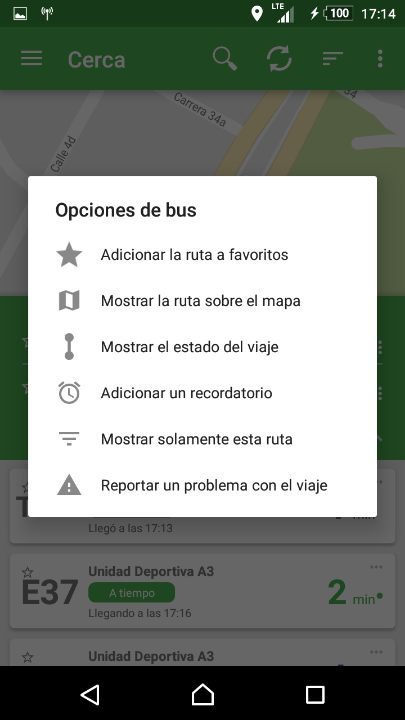 LTE
100
17:14
Cerca
Carrera 34a
34
Calle 4d
Opciones de bus
Adicionar la ruta a favoritos
Mostrar la ruta sobre el mapa
Mostrar el estado del viaje
Adicionar un recordatorio
Mostrar solamente esta ruta
Reportar un problema con el viaje
Llegó a las 17:13
Unidad Deportiva A3
E37
A tiempo
2 min
Llegando a las 17:16
Unidad Deportiva A3